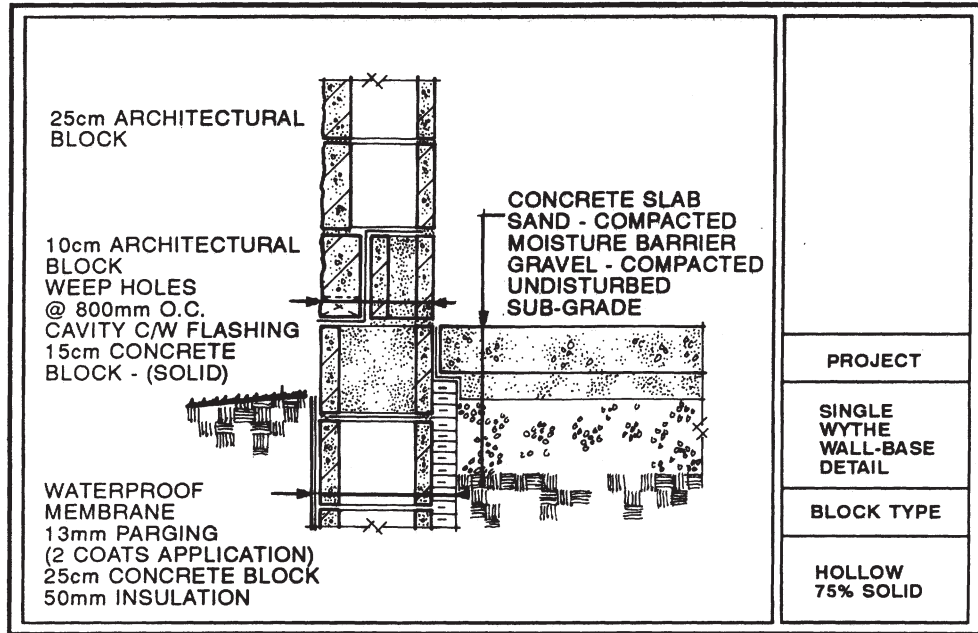 25cm ARCHITECTURAL
BLOCK
10cm ARCHITECTURAL
BLOCK
WEEP HOLES
@ 800mm O.C.
CAVITY C/W FLASHING
15cm CONCRETE
BLOCK - (SOLID)
WATERPROOF
MEMBRANE
13mm PARGING
(2 COATS APPLICATION)
25cm CONCRETE BLOCK
50mm INSULATION
CONCRETE SLAB
SAND - COMPACTED
MOISTURE BARRIER
GRAVEL - COMPACTED
UNDISTURBED
SUB-GRADE
PROJECT
SINGLE
WYTHE
WALL-BASE
DETAIL
BLOCK TYPE
HOLLOW
75% SOLID